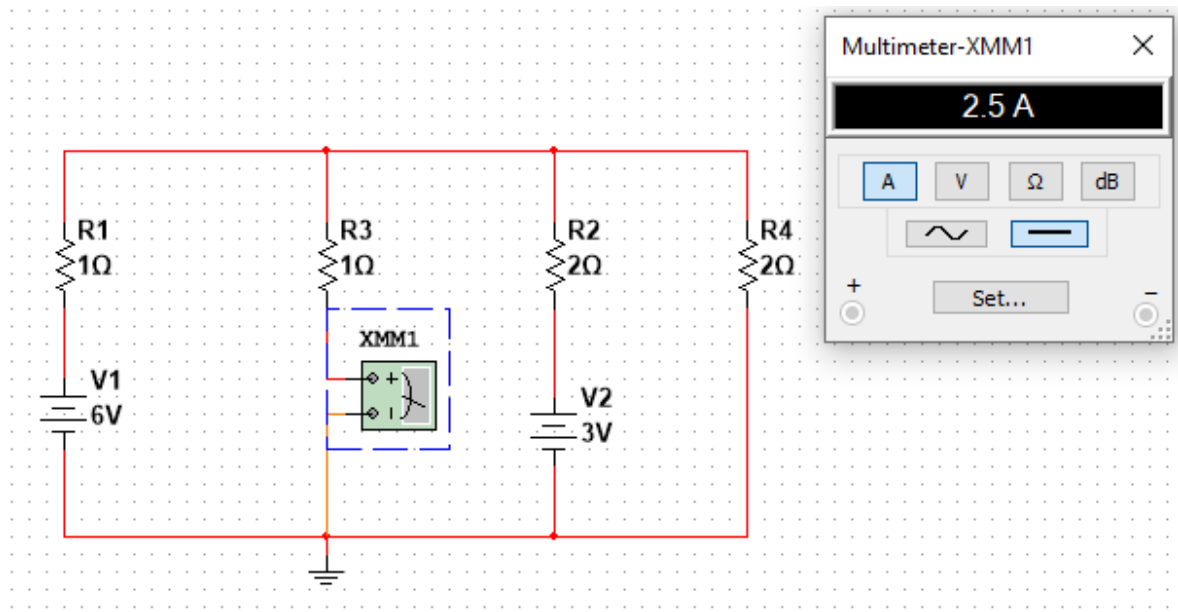 Multimeter-XMM1
2.5 A
A V Ω dB
+ −
Set...
R1
1Ω
R3
1Ω
R2
2Ω
R4
2Ω
XMM1
+
−
V1
6V
V2
3V